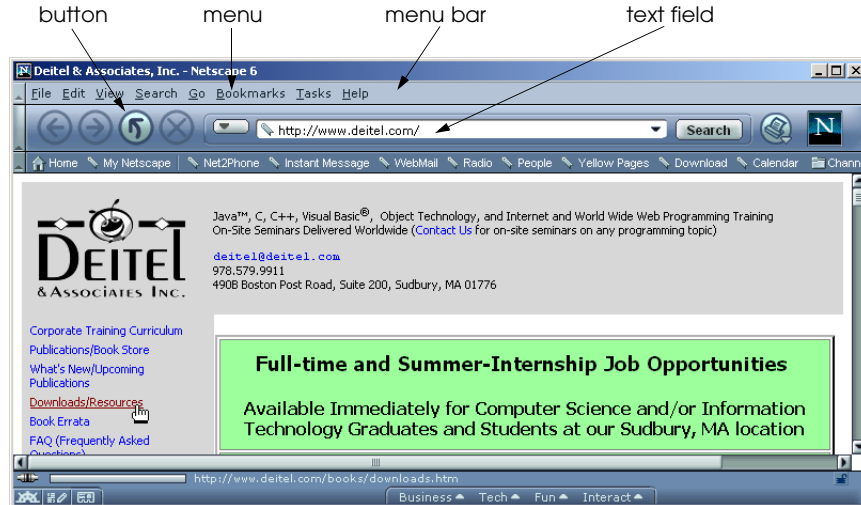 button menu menu bar text field
Deitel & Associates, Inc. - Netscape 6
File Edit View Search Go Bookmarks Tasks Help
http://www.deitel.com/ Search N
Home My Netscape Net2Phone Instant Message WebMail Radio People Yellow Pages Download Calendar Chann
DEITEL
& ASSOCIATES INC.
Java™, C, C++, Visual Basic®, Object Technology, and Internet and World Wide Web Programming Training
On-Site Seminars Delivered Worldwide (Contact Us for on-site seminars on any programming topic)
deitel@deitel.com
978.579.9911
490B Boston Post Road, Suite 200, Sudbury, MA 01776
Corporate Training Curriculum
Publications/Book Store
What's New/Upcoming
Publications
Downloads/Resources
Book Errata
FAQ (Frequently Asked
Questions)
Full-time and Summer-Internship Job Opportunities
Available Immediately for Computer Science and/or Information
Technology Graduates and Students at our Sudbury, MA location
http://www.deitel.com/books/downloads.htm
Business Tech Fun Interact